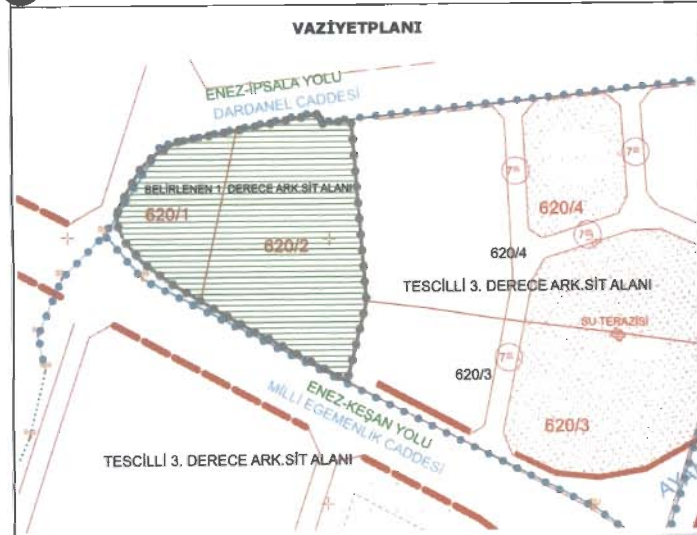 VAZİYETPLANI
ENEZ-İPSALA YOLU
DARDANEL CADDESİ
BELİRLENEN 1. DERECE ARK.SİT ALANI
620/1
620/2
620/4
620/4
TESCİLLİ 3. DERECE ARK.SİT ALANI
SU TERAZİSİ
620/3
620/3
ENEZ-KEŞAN YOLU
MİLLİ EGEMENLİK CADDESİ
TESCİLLİ 3. DERECE ARK.SİT ALANI